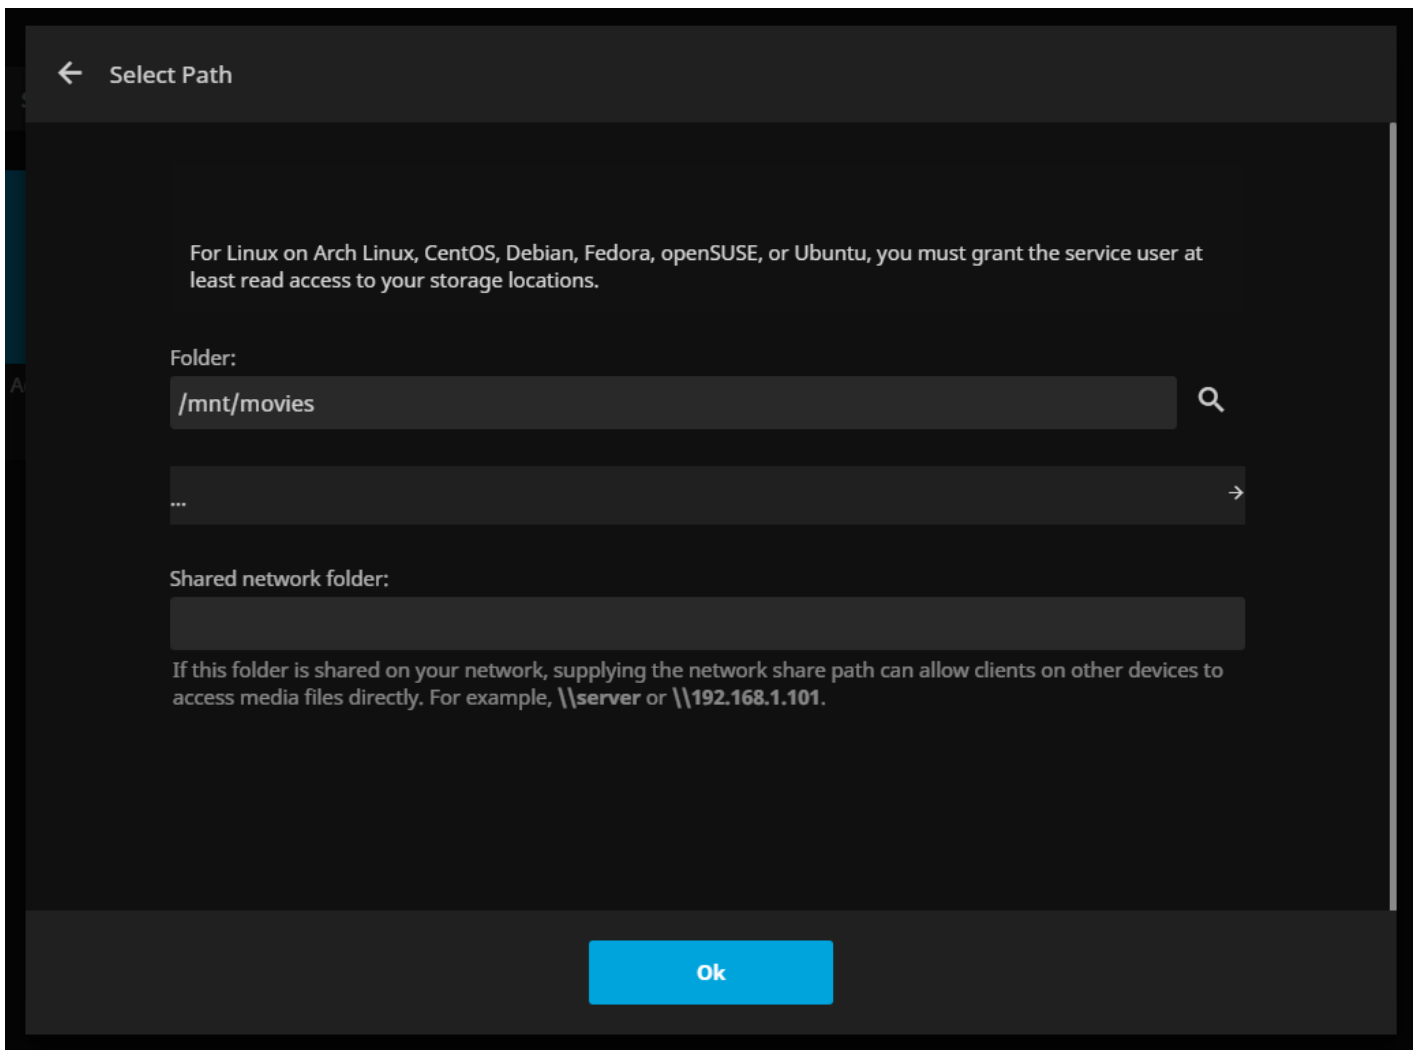 Select Path
For Linux on Arch Linux, CentOS, Debian, Fedora, openSUSE, or Ubuntu, you must grant the service user at
least read access to your storage locations.
Folder:
/mnt/movies
...
Shared network folder:
If this folder is shared on your network, supplying the network share path can allow clients on other devices to
access media files directly. For example, \\server or \\192.168.1.101.
Ok